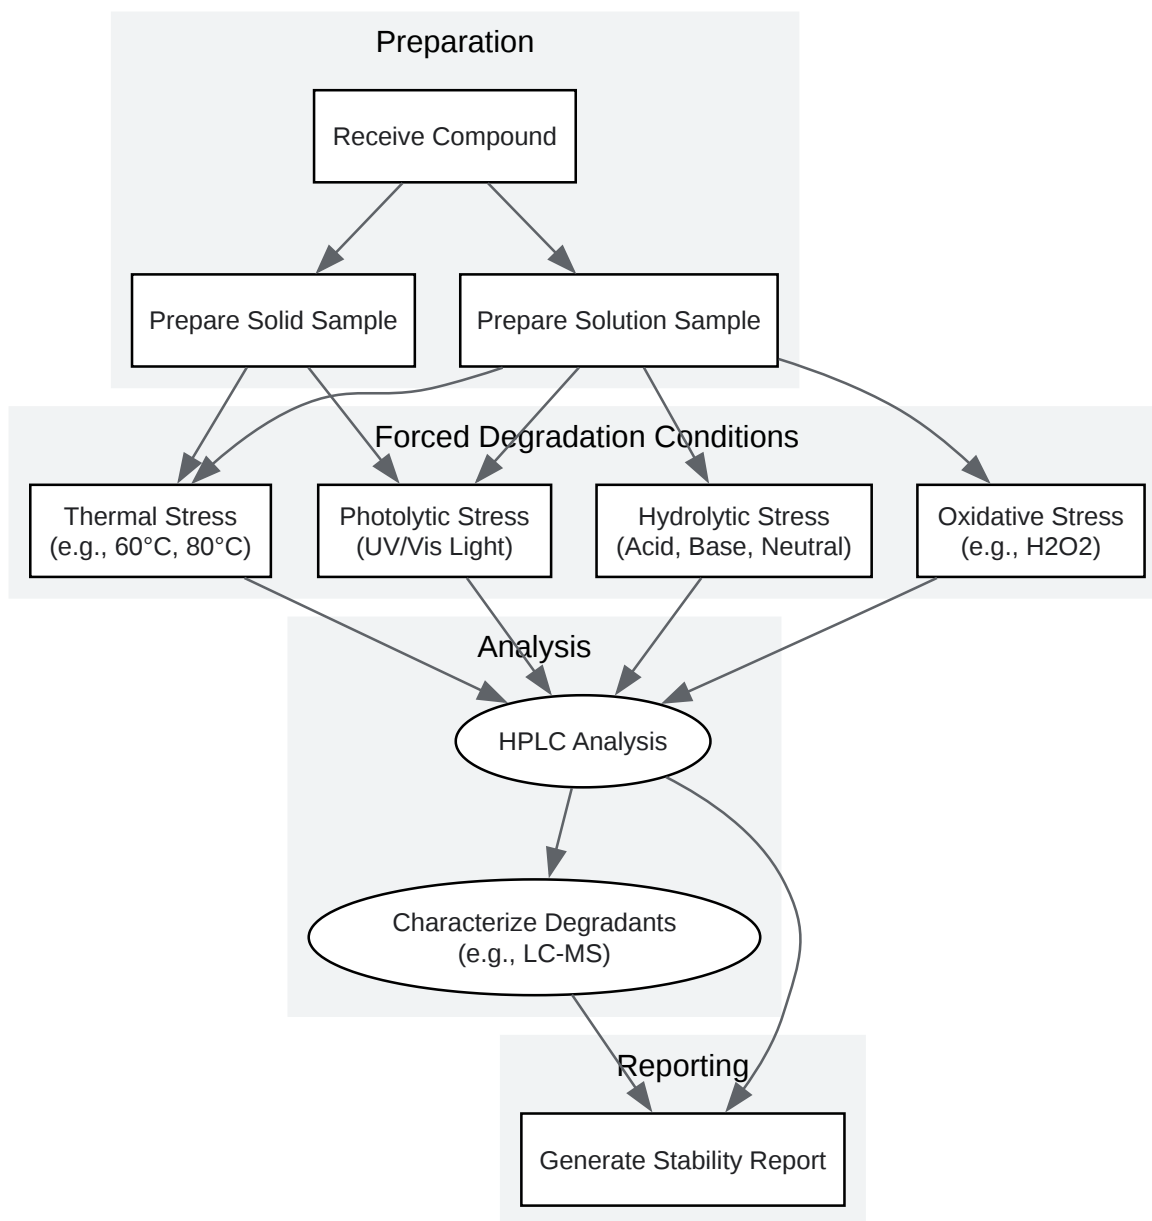 Preparation
Receive Compound
Prepare Solid Sample
Prepare Solution Sample
Forced Degradation Conditions
Thermal Stress
(e.g., 60°C, 80°C)
Photolytic Stress
(UV/Vis Light)
Hydrolytic Stress
(Acid, Base, Neutral)
Oxidative Stress
(e.g., H2O2)
Analysis
HPLC Analysis
Characterize Degradants
(e.g., LC-MS)
Reporting
Generate Stability Report